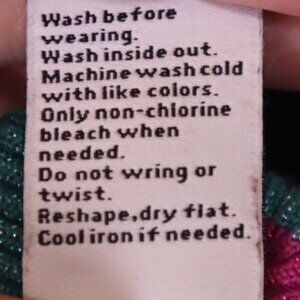 Wash before
wearing.
Wash inside out.
Machine wash cold
with like colors.
Only non-chlorine
bleach when
needed.
Do not wring or
twist.
Reshape,dry flat.
Cool iron if needed.